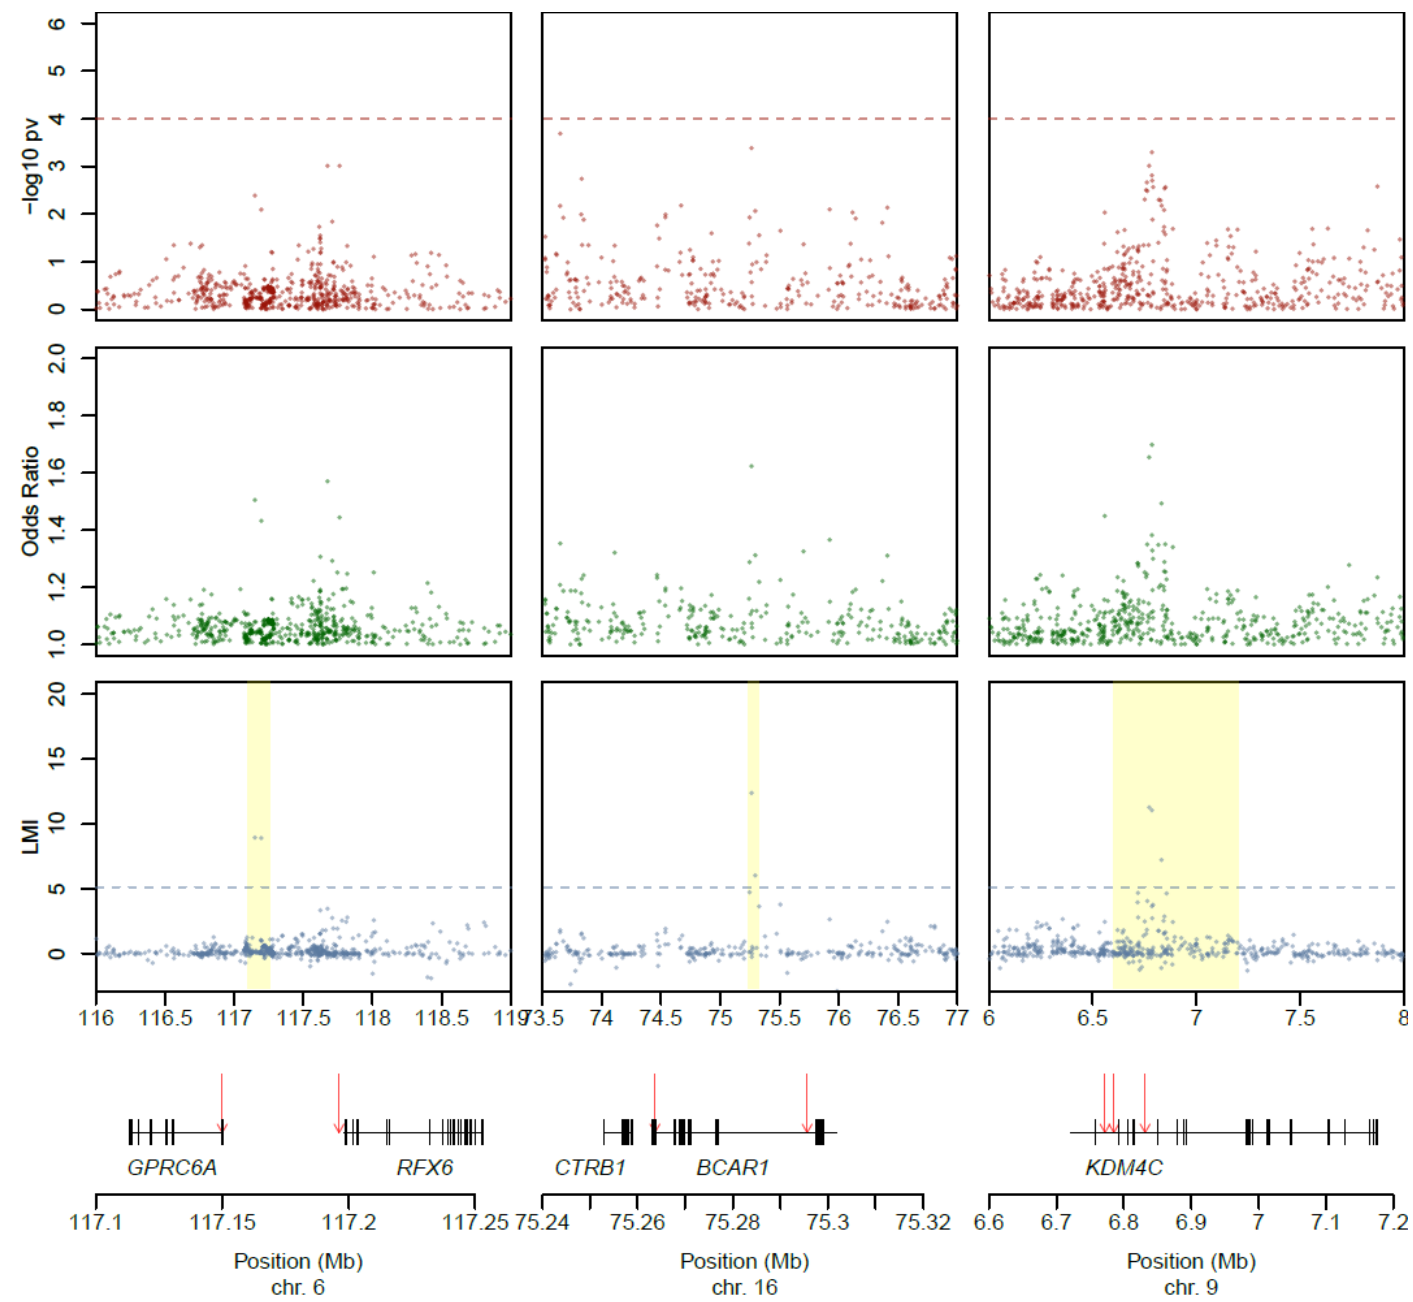 −log10 pv
6
5
4
3
2
1
0
Odds Ratio
2.0
1.8
1.6
1.4
1.2
1.0
LMI
20
15
10
5
0
116 116.5 117 117.5 118 118.5 119 73.5 74 74.5 75 75.5 76 76.5 77 6 6.5 7 7.5 8
GPRC6A RFX6 CTRB1 BCAR1 KDM4C
117.1 117.15 117.2 117.25 75.24 75.26 75.28 75.3 75.32 6.6 6.7 6.8 6.9 7 7.1 7.2
Position (Mb) Position (Mb) Position (Mb)
chr. 6 chr. 16 chr. 9